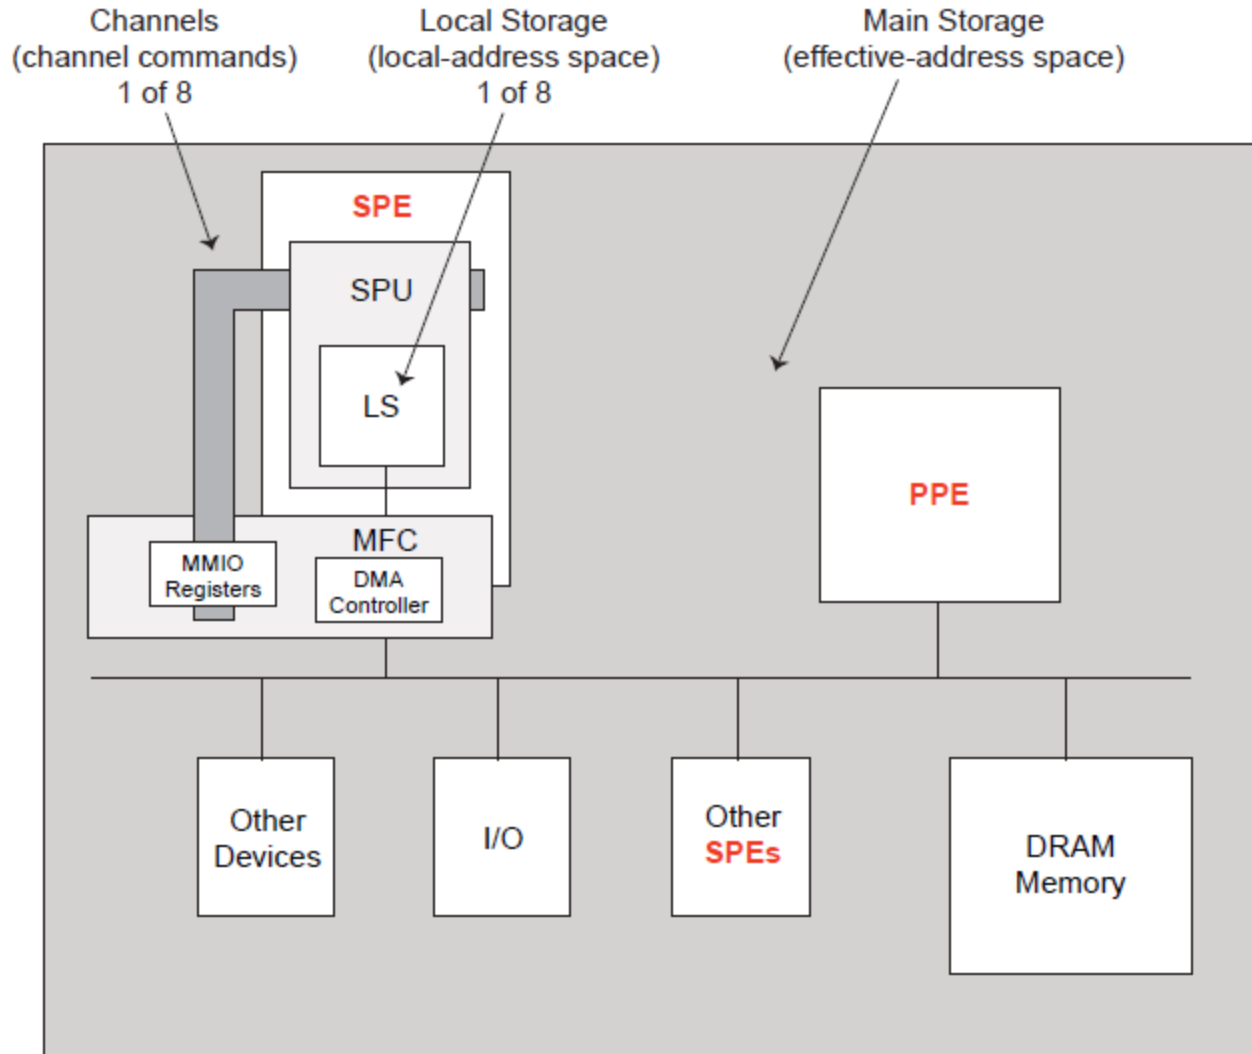 Channels
(channel commands)
1 of 8
Local Storage
(local-address space)
1 of 8
Main Storage
(effective-address space)
SPE
SPU
LS
MFC
MMIO
Registers
DMA
Controller
PPE
Other
Devices
I/O
Other
SPEs
DRAM
Memory